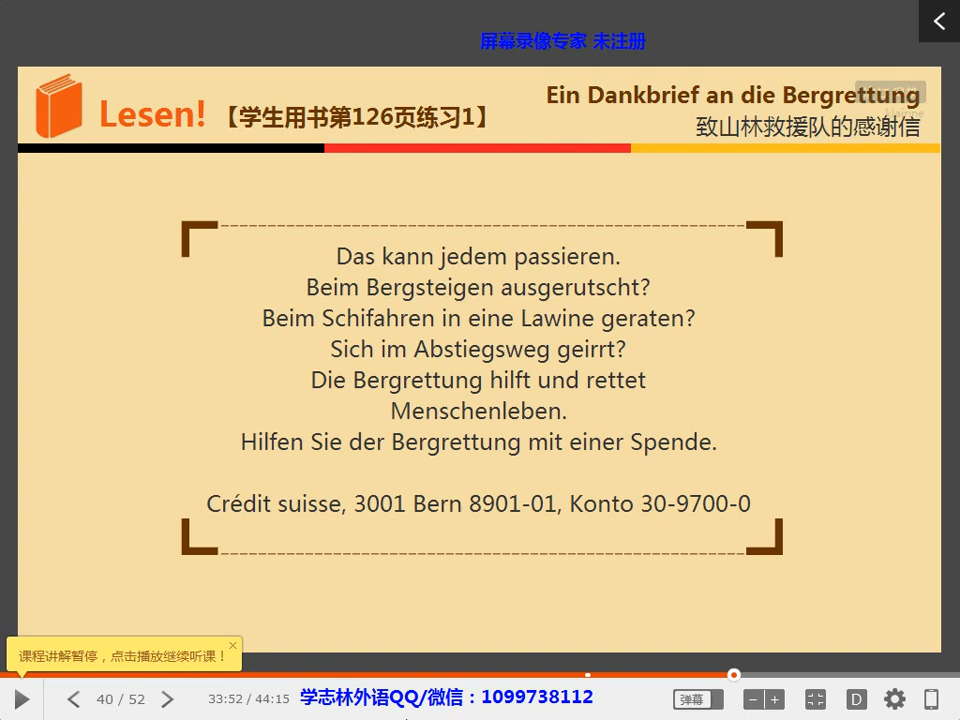 屏幕录像专家 未注册
Lesen! 【学生用书第126页练习1】
Ein Dankbrief an die Bergrettung
致山林救援队的感谢信
Das kann jedem passieren.
Beim Bergsteigen ausgerutscht?
Beim Schifahren in eine Lawine geraten?
Sich im Abstiegsweg geirrt?
Die Bergrettung hilft und rettet
Menschenleben.
Hilfen Sie der Bergrettung mit einer Spende.
Crédit suisse, 3001 Bern 8901-01, Konto 30-9700-0
课程讲解暂停，点击播放继续听课！
40 / 52
33:52 / 44:15
学志林外语QQ/微信：1099738112
弹幕
D